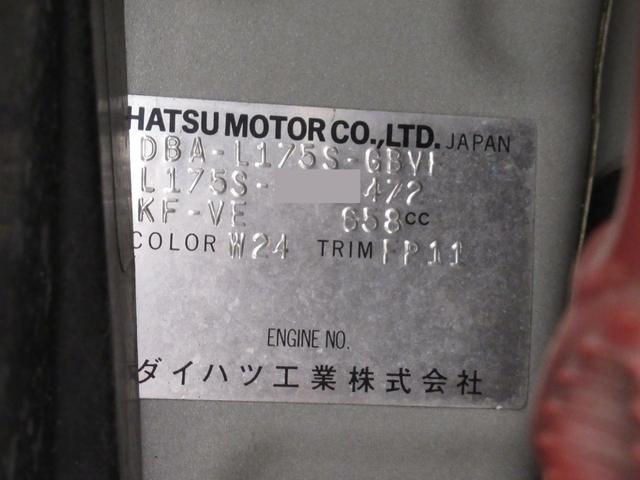 HATSU MOTOR CO., LTD. JAPAN
DBA-L175S-GBVF
L175S- 472
KF-VE 658cc
COLOR W24 TRIM FP11
ENGINE NO.
ダイハツ工業株式会社